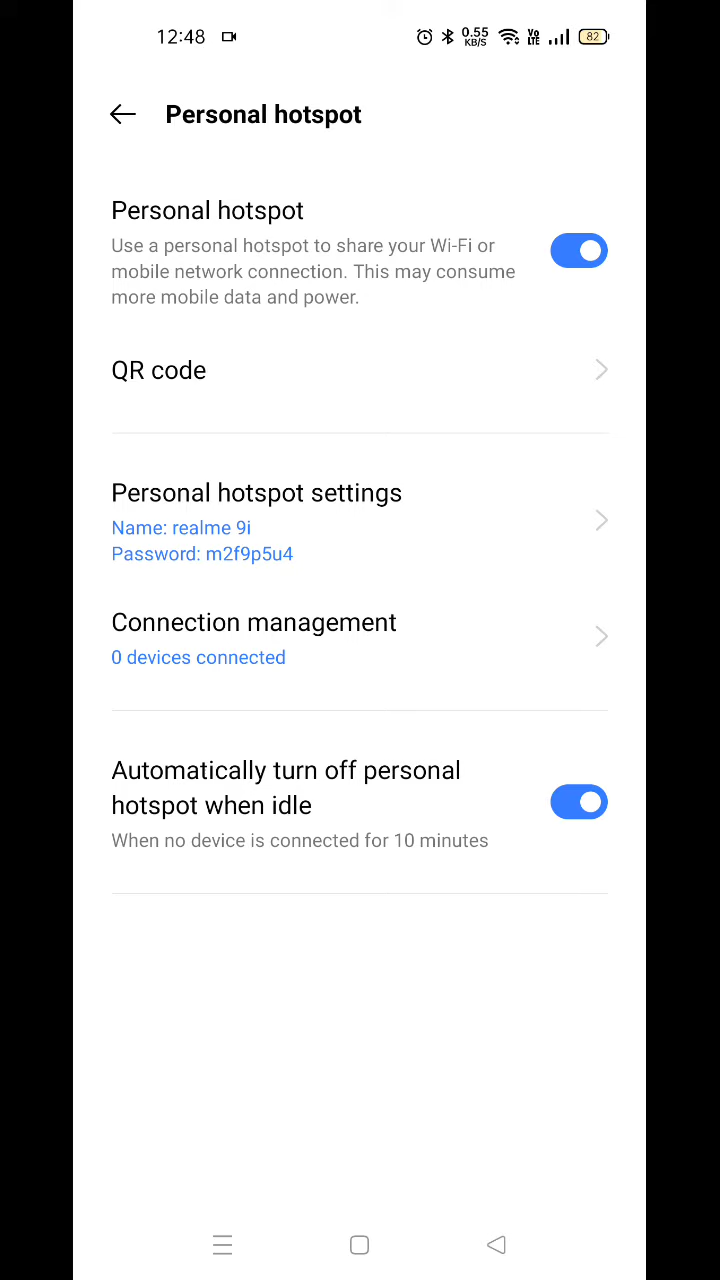 12:48 0.55 KB/S Vo LTE 82
Personal hotspot
Personal hotspot
Use a personal hotspot to share your Wi-Fi or
mobile network connection. This may consume
more mobile data and power.
QR code
Personal hotspot settings
Name: realme 9i
Password: m2f9p5u4
Connection management
0 devices connected
Automatically turn off personal
hotspot when idle
When no device is connected for 10 minutes